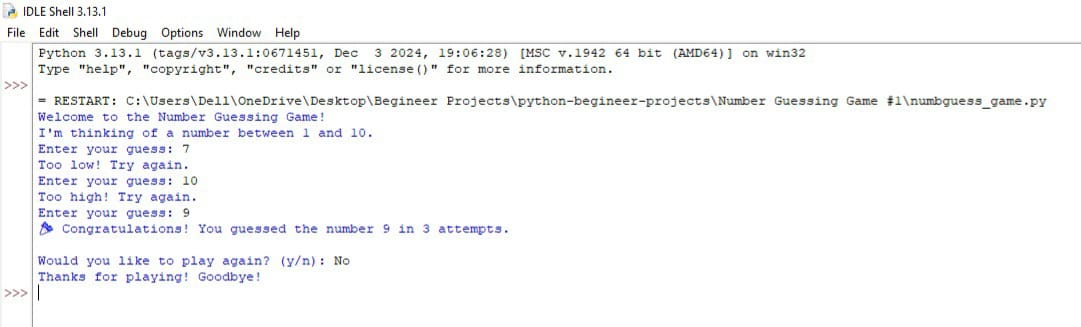 IDLE Shell 3.13.1
File Edit Shell Debug Options Window Help
Python 3.13.1 (tags/v3.13.1:0671451, Dec  3 2024, 19:06:28) [MSC v.1942 64 bit (AMD64)] on win32
Type "help", "copyright", "credits" or "license()" for more information.
>>>
= RESTART: C:\Users\Dell\OneDrive\Desktop\Begineer Projects\python-begineer-projects\Number Guessing Game #1\numbguess_game.py
Welcome to the Number Guessing Game!
I'm thinking of a number between 1 and 10.
Enter your guess: 7
Too low! Try again.
Enter your guess: 10
Too high! Try again.
Enter your guess: 9
🎉 Congratulations! You guessed the number 9 in 3 attempts.
Would you like to play again? (y/n): No
Thanks for playing! Goodbye!
>>>